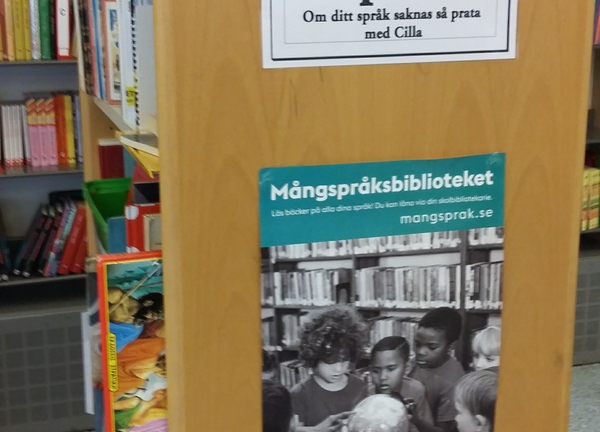 Om ditt språk saknas så prata
med Cilla
Mångspråksbiblioteket
Läs böcker på alla dina språk! Du kan låna via din skolbibliotekarie.
mangsprak.se